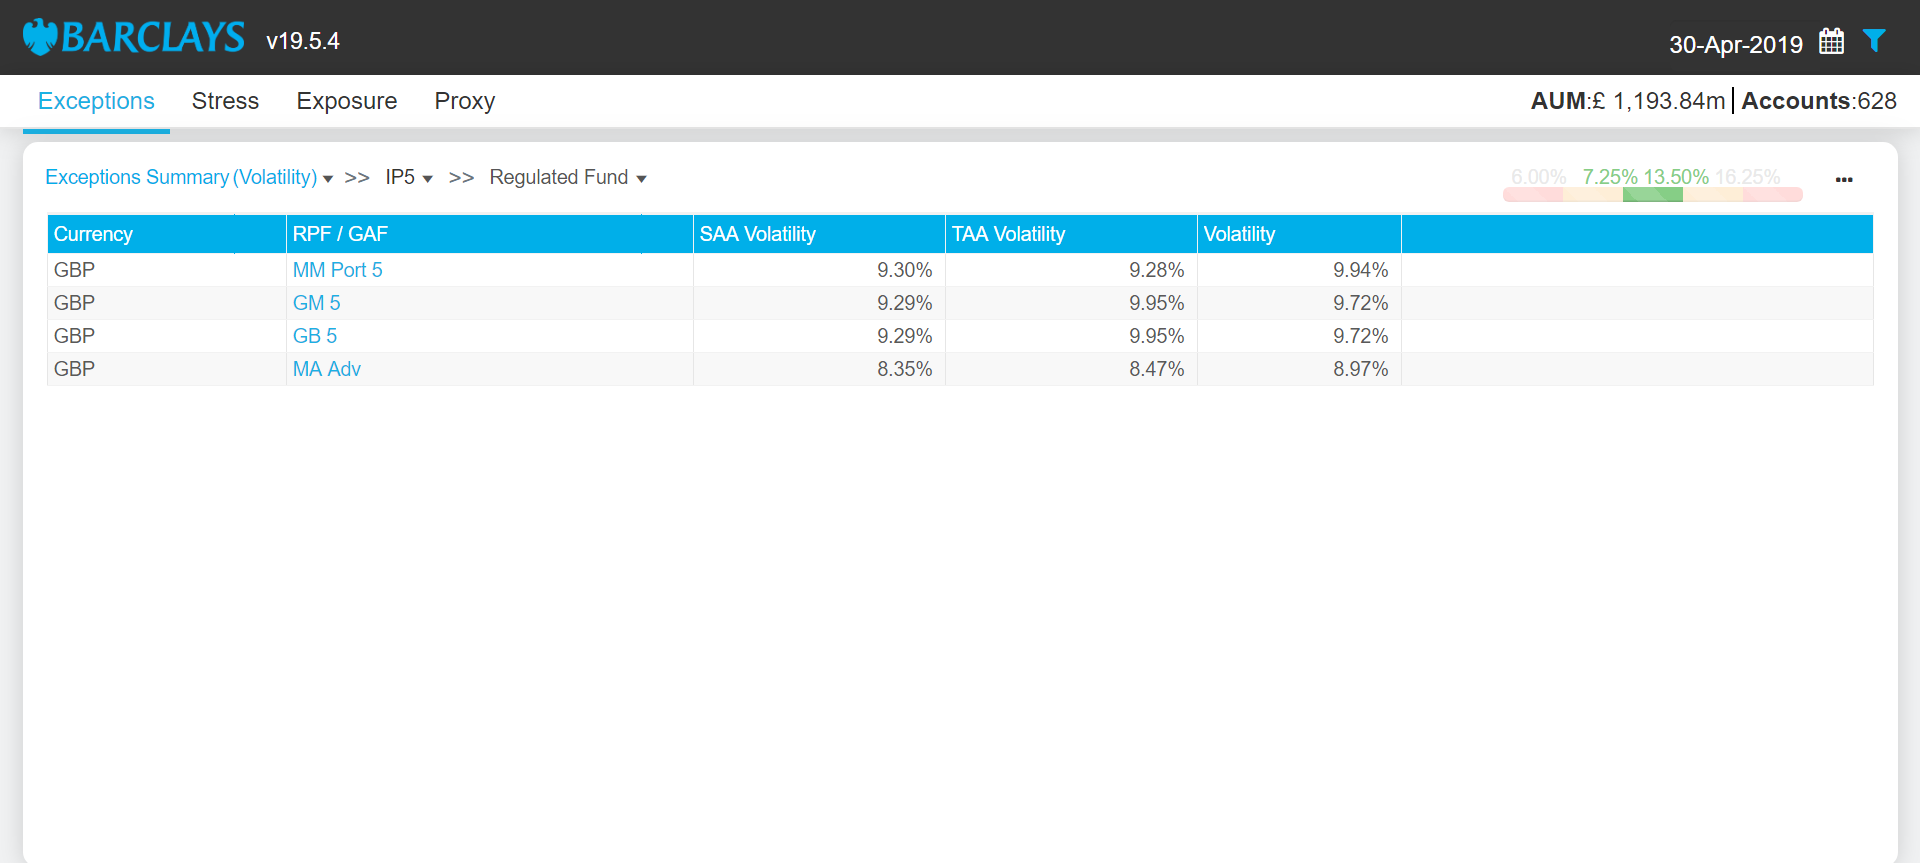 BARCLAYS v19.5.4 30-Apr-2019
Exceptions Stress Exposure Proxy AUM:£ 1,193.84m Accounts:628
Exceptions Summary (Volatility) >> IP5 >> Regulated Fund 6.00% 7.25% 13.50% 16.25% ...
Currency RPF / GAF SAA Volatility TAA Volatility Volatility
GBP MM Port 5 9.30% 9.28% 9.94%
GBP GM 5 9.29% 9.95% 9.72%
GBP GB 5 9.29% 9.95% 9.72%
GBP MA Adv 8.35% 8.47% 8.97%